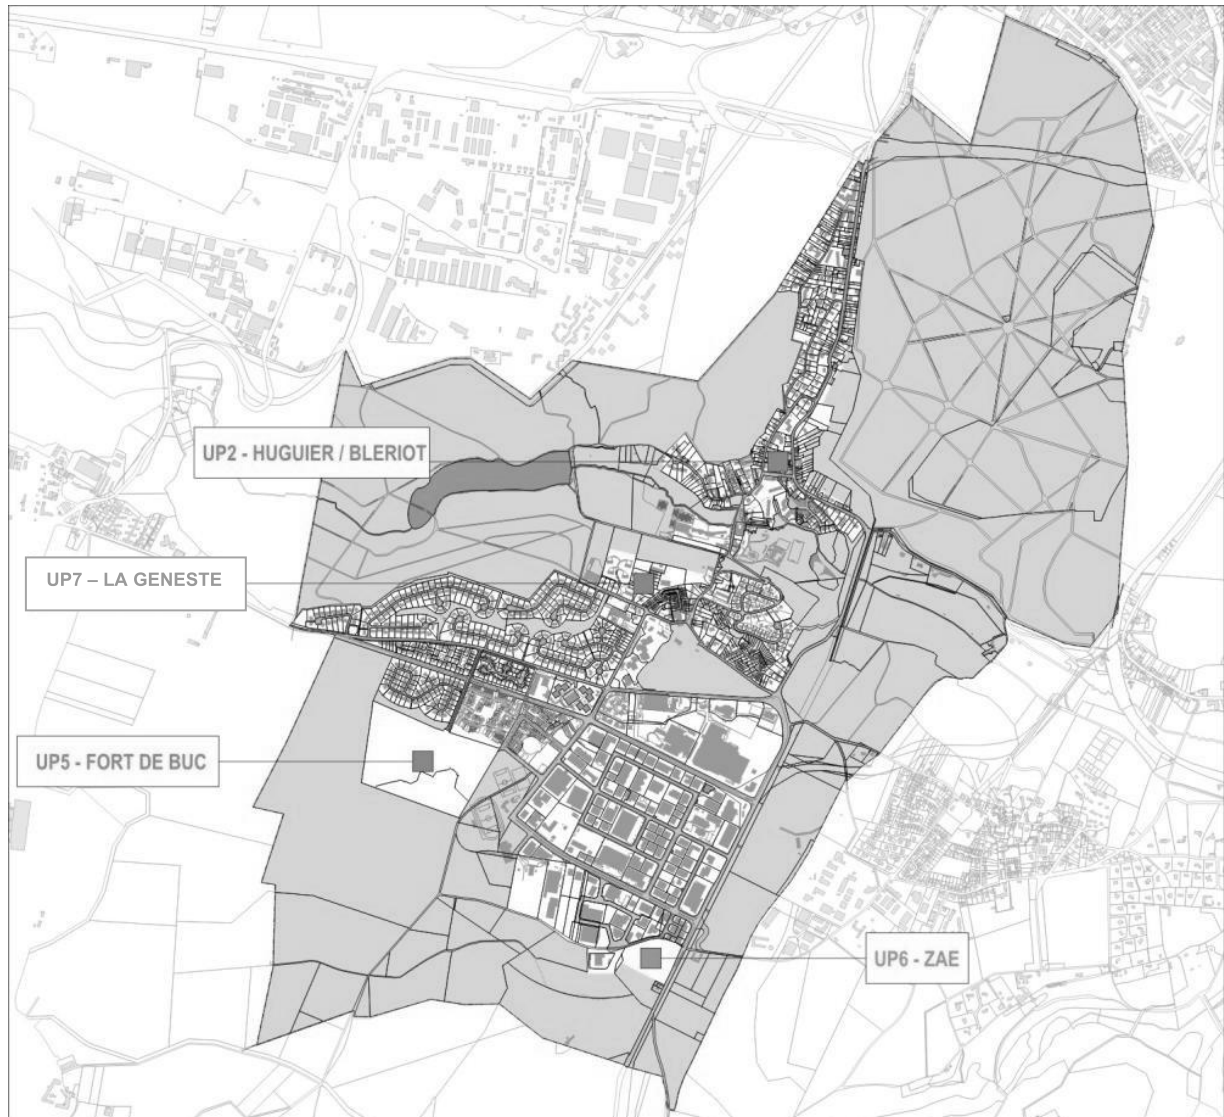 UP2 - HUGUIER / BLERIOT
UP7 – LA GENESTE
UP5 - FORT DE BUC
UP6 - ZAE